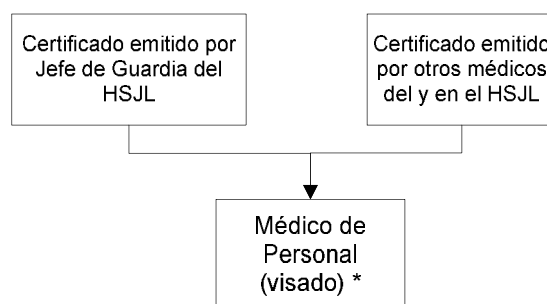 Certificado emitido por
Jefe de Guardia del
HSJL
Certificado emitido
por otros médicos
del y en el HSJL
Médico de
Personal
(visado) *